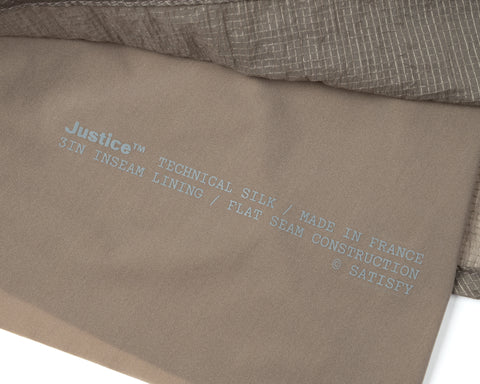 Justice™ TECHNICAL SILK / MADE IN FRANCE
3IN INSEAM LINING / FLAT SEAM CONSTRUCTION
© SATISFY